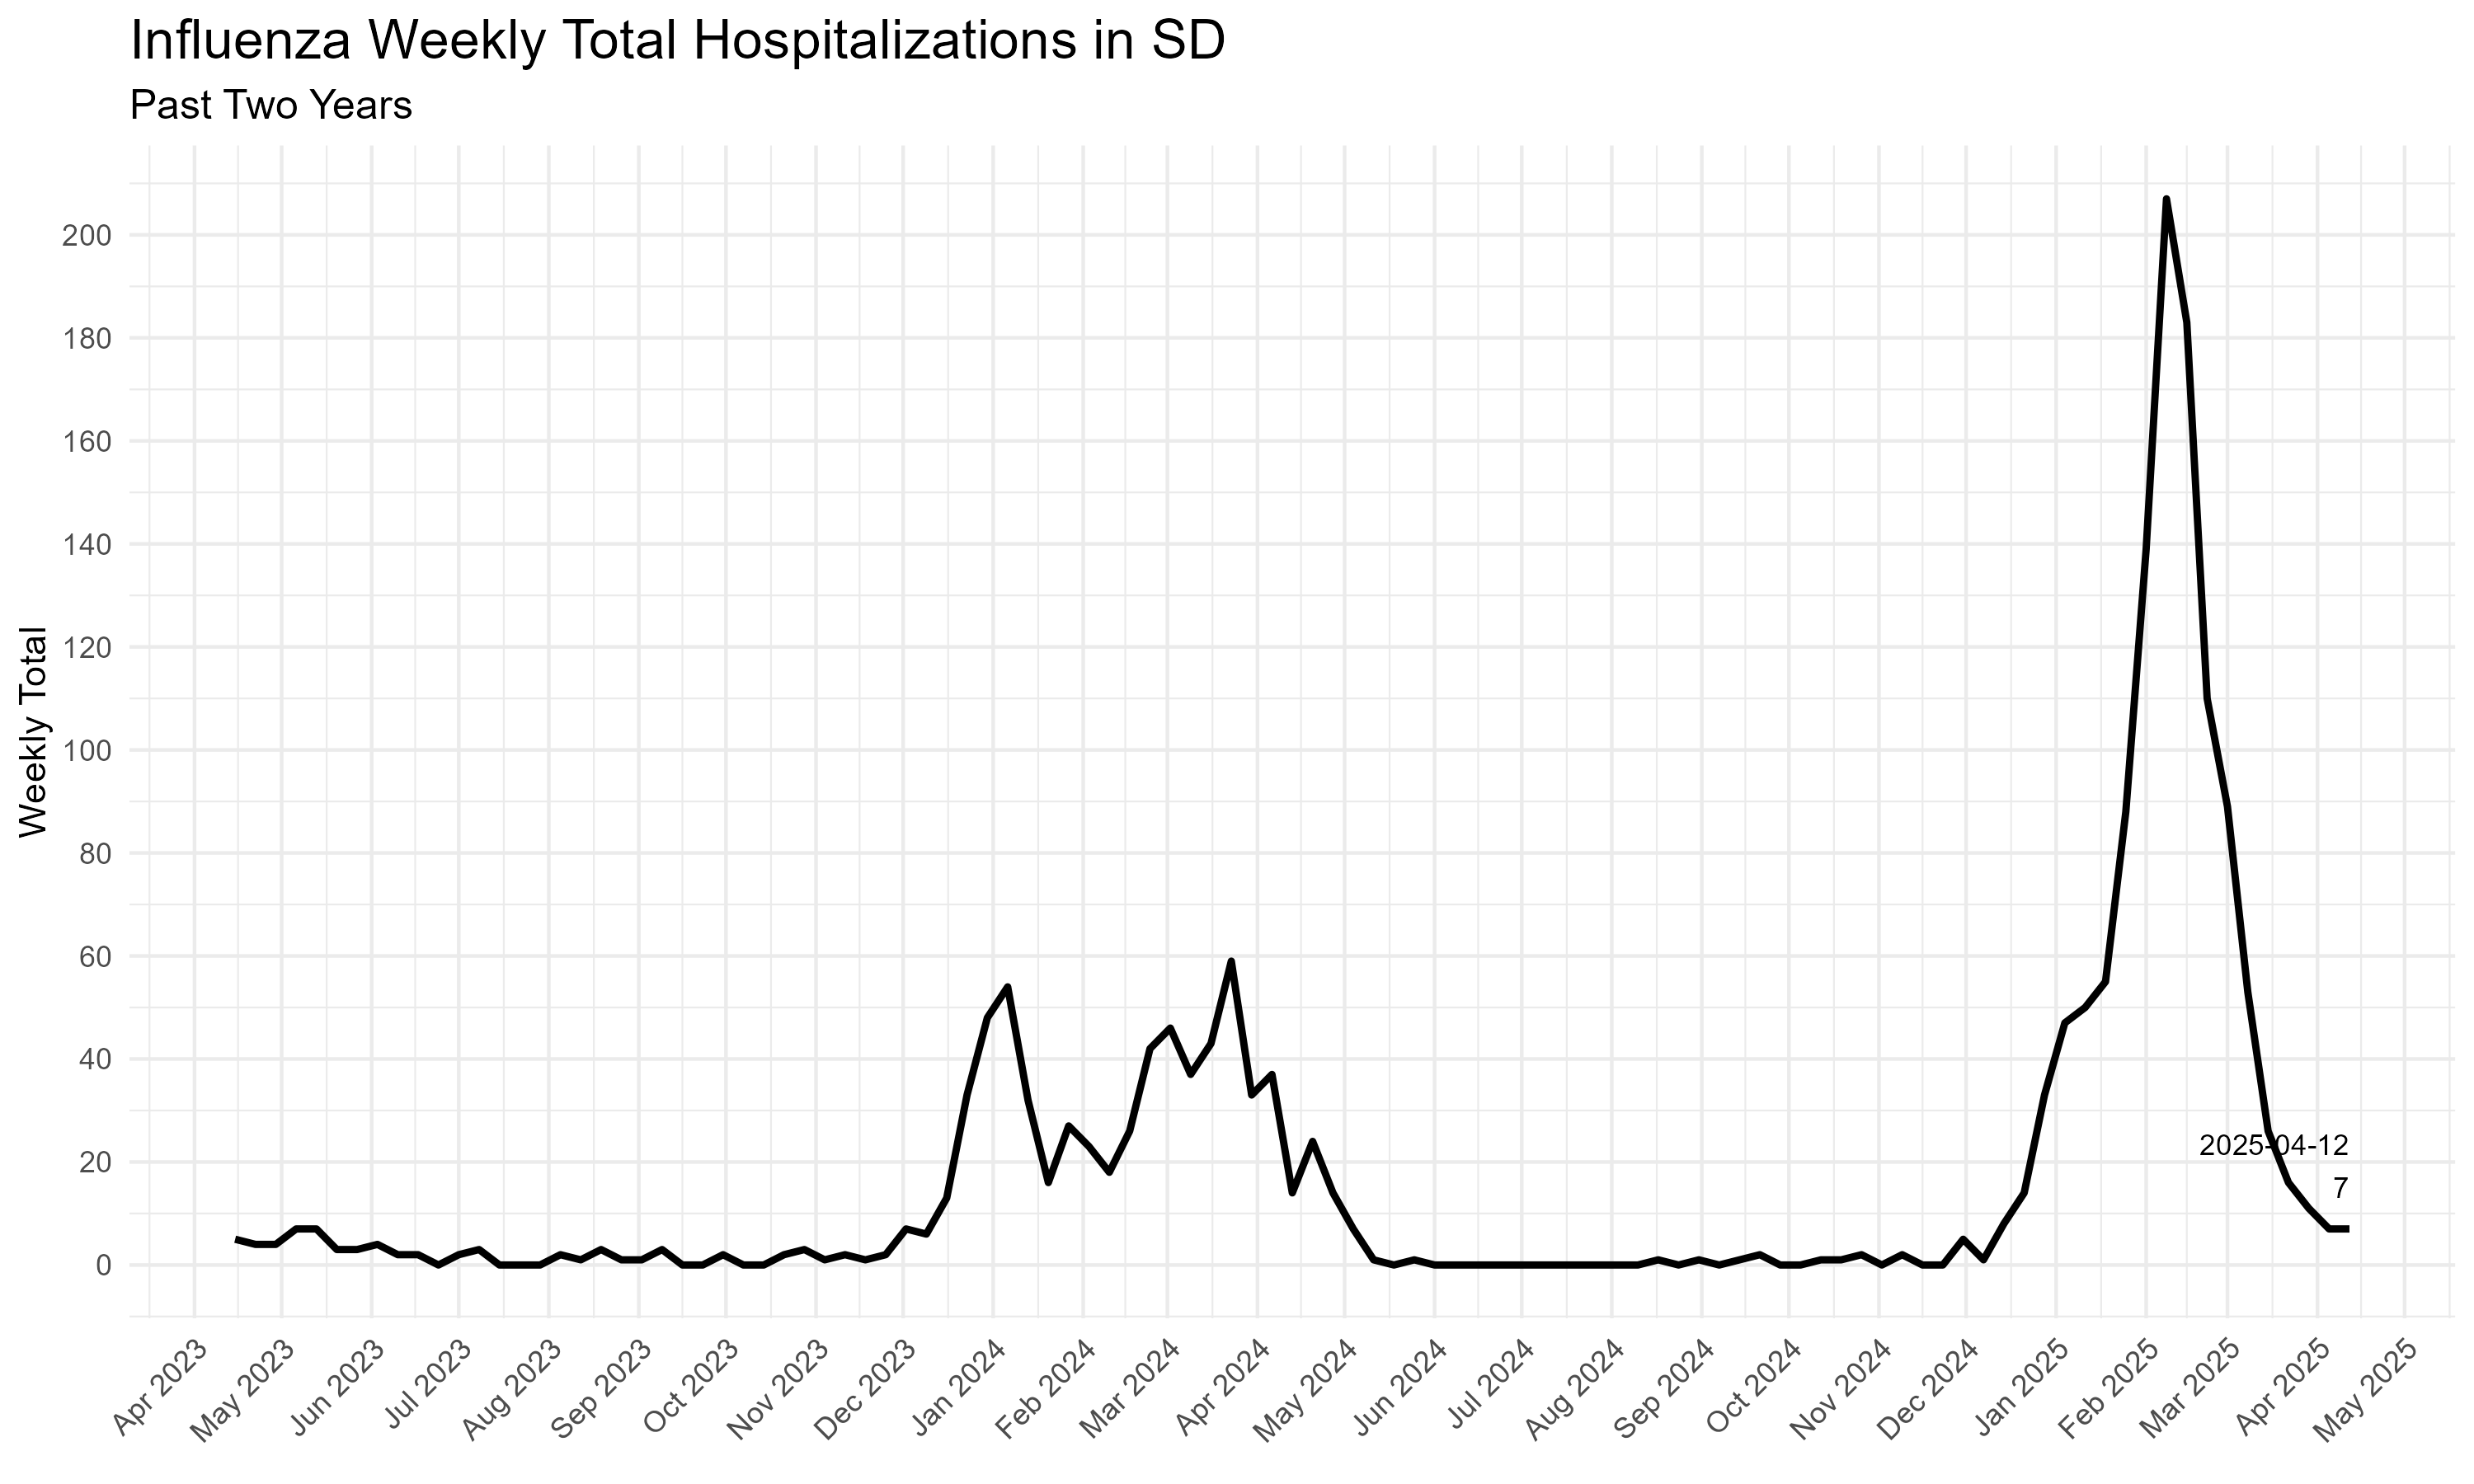 Influenza Weekly Total Hospitalizations in SD
Past Two Years
Weekly Total
200
180
160
140
120
100
80
60
40
20
0
2025-04-12
7
Apr 2023
May 2023
Jun 2023
Jul 2023
Aug 2023
Sep 2023
Oct 2023
Nov 2023
Dec 2023
Jan 2024
Feb 2024
Mar 2024
Apr 2024
May 2024
Jun 2024
Jul 2024
Aug 2024
Sep 2024
Oct 2024
Nov 2024
Dec 2024
Jan 2025
Feb 2025
Mar 2025
Apr 2025
May 2025